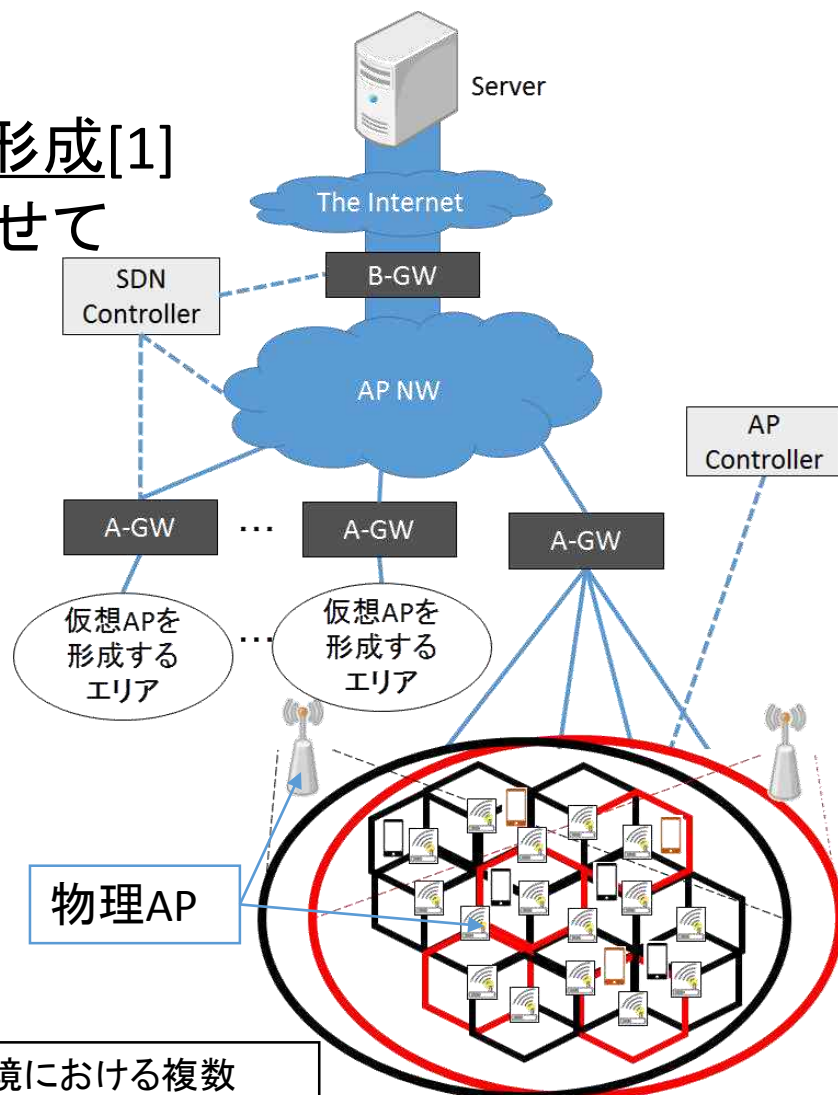 Server
形成[1]
せて
The Internet
SDN
Controller
B-GW
AP NW
AP
Controller
A-GW
...
A-GW
A-GW
仮想APを
形成する
エリア
...
仮想APを
形成する
エリア
物理AP
境における複数